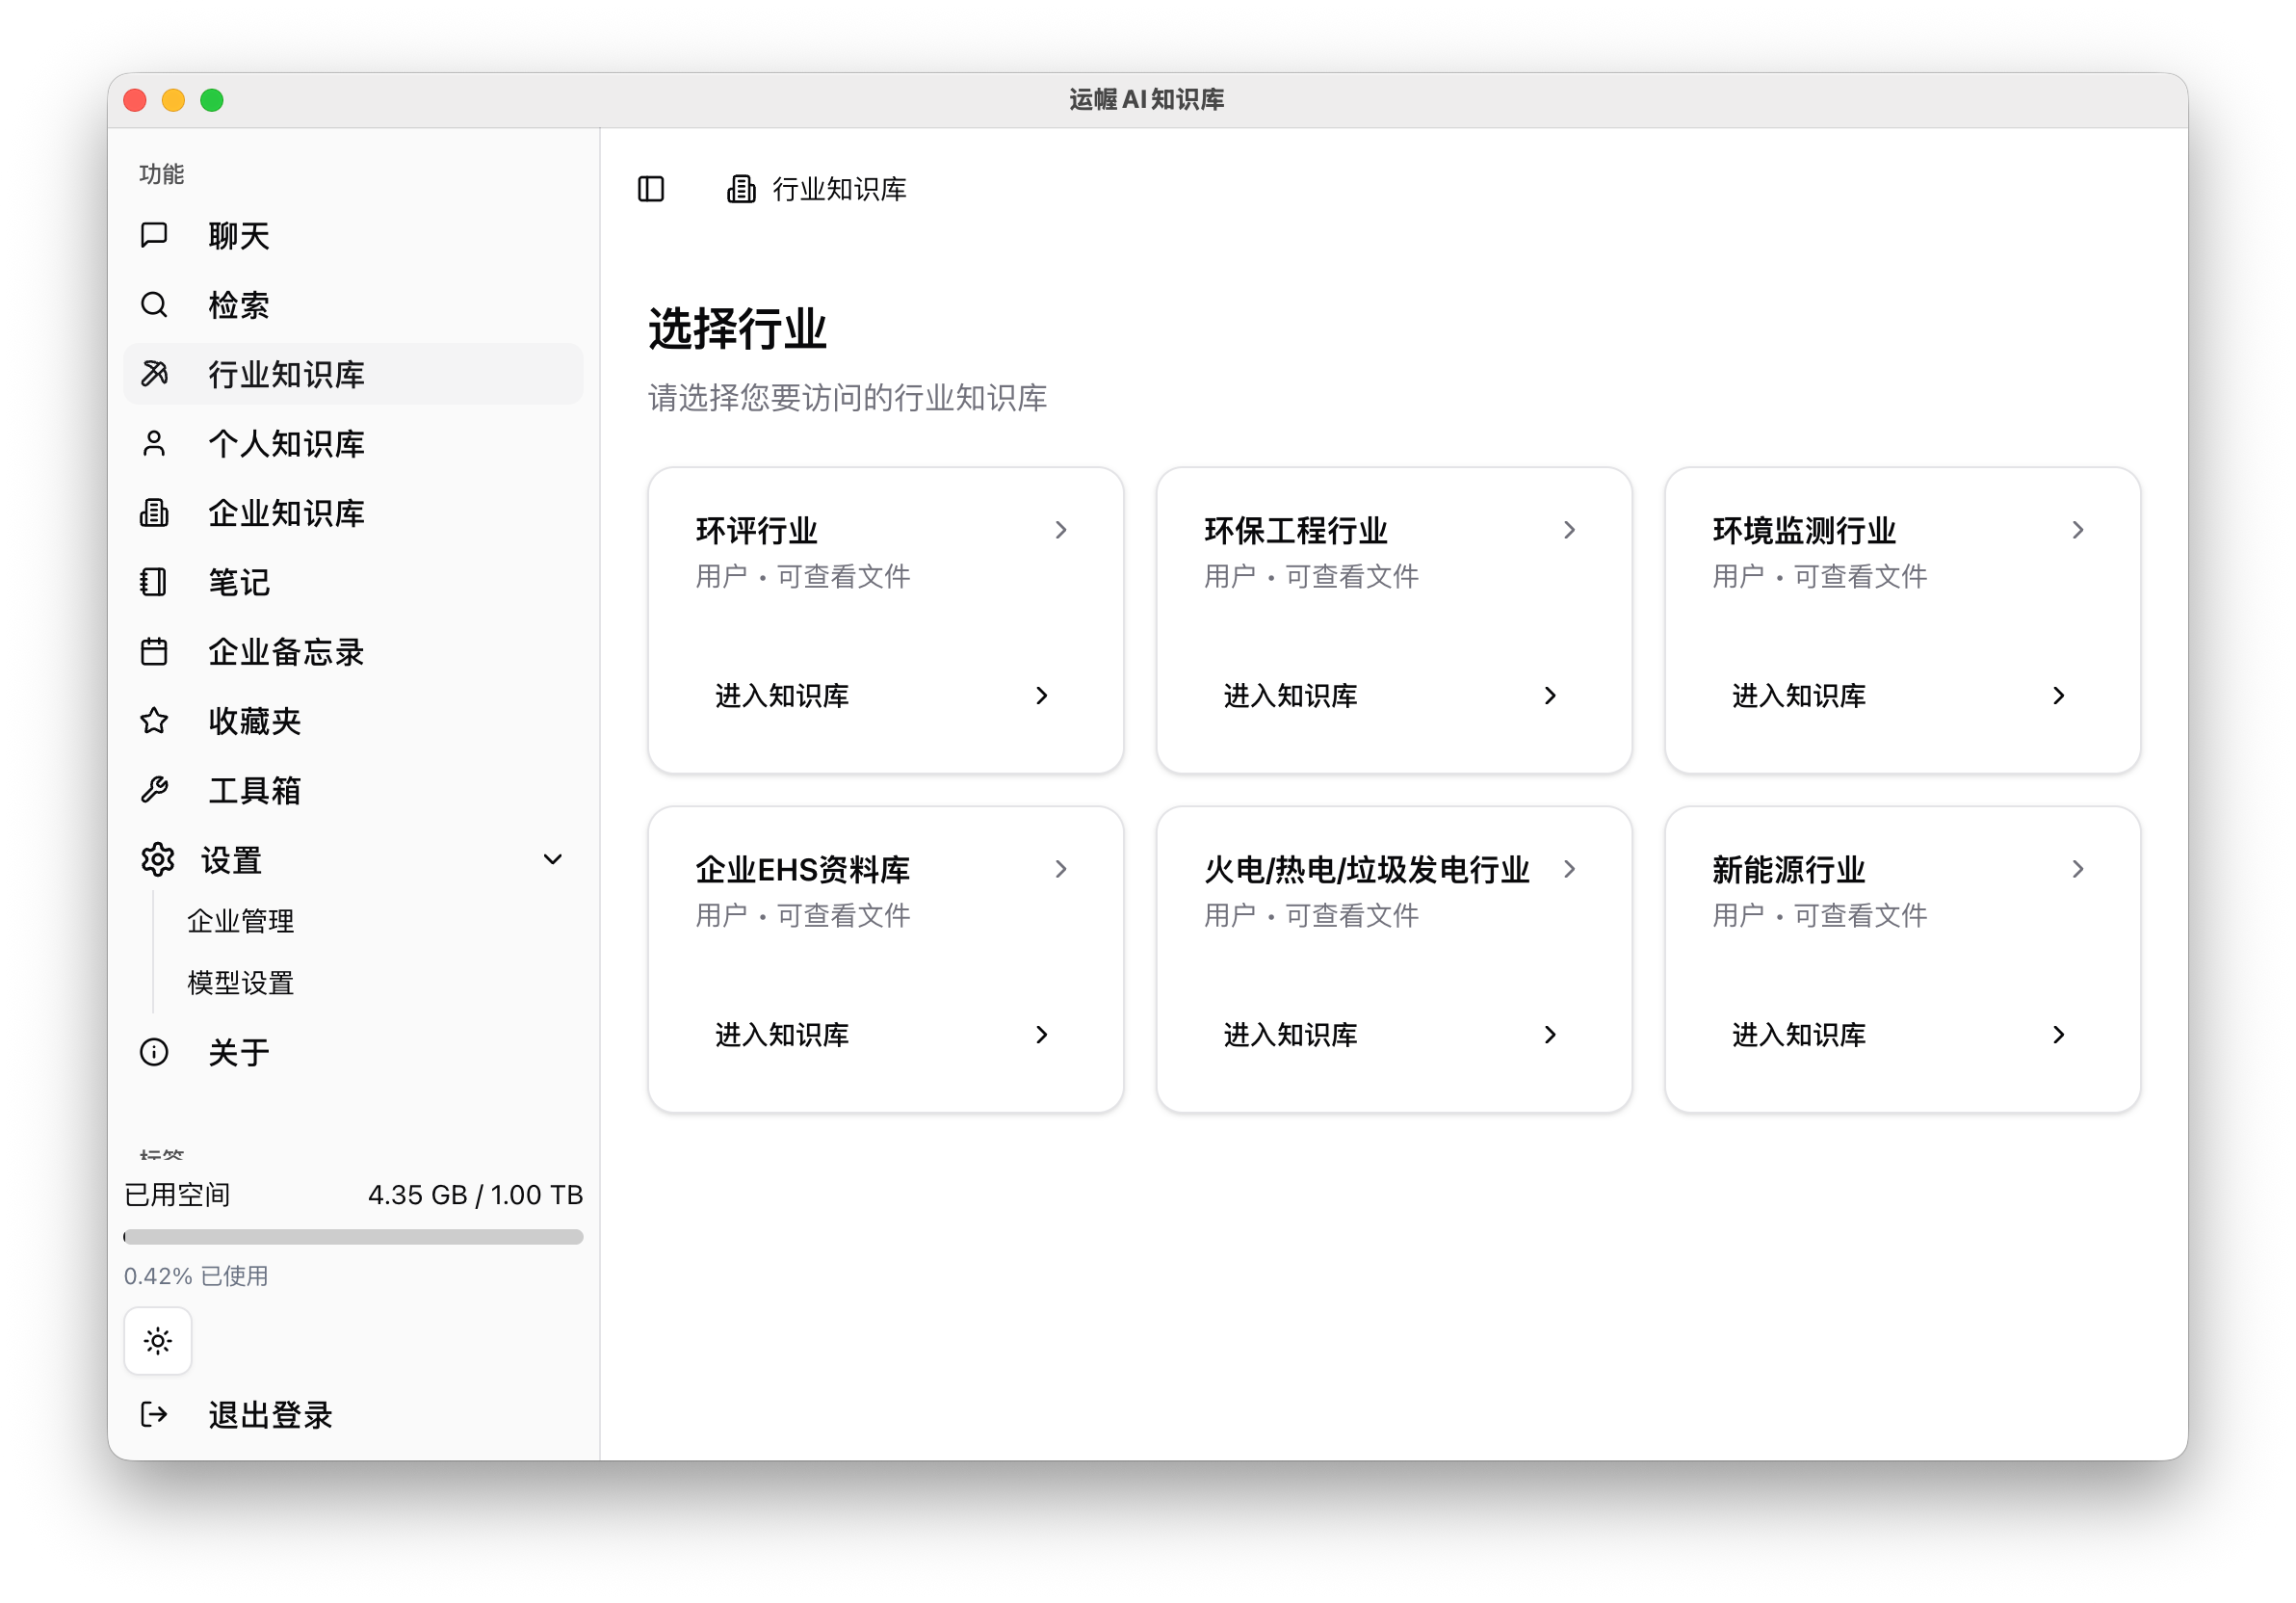 运幄AI知识库
功能
聊天
检索
行业知识库
个人知识库
企业知识库
笔记
企业备忘录
收藏夹
工具箱
设置
企业管理
模型设置
关于
标签
已用空间 4.35 GB / 1.00 TB
0.42% 已使用
退出登录
行业知识库
选择行业
请选择您要访问的行业知识库
环评行业
用户 • 可查看文件
进入知识库
环保工程行业
用户 • 可查看文件
进入知识库
环境监测行业
用户 • 可查看文件
进入知识库
企业EHS资料库
用户 • 可查看文件
进入知识库
火电/热电/垃圾发电行业
用户 • 可查看文件
进入知识库
新能源行业
用户 • 可查看文件
进入知识库